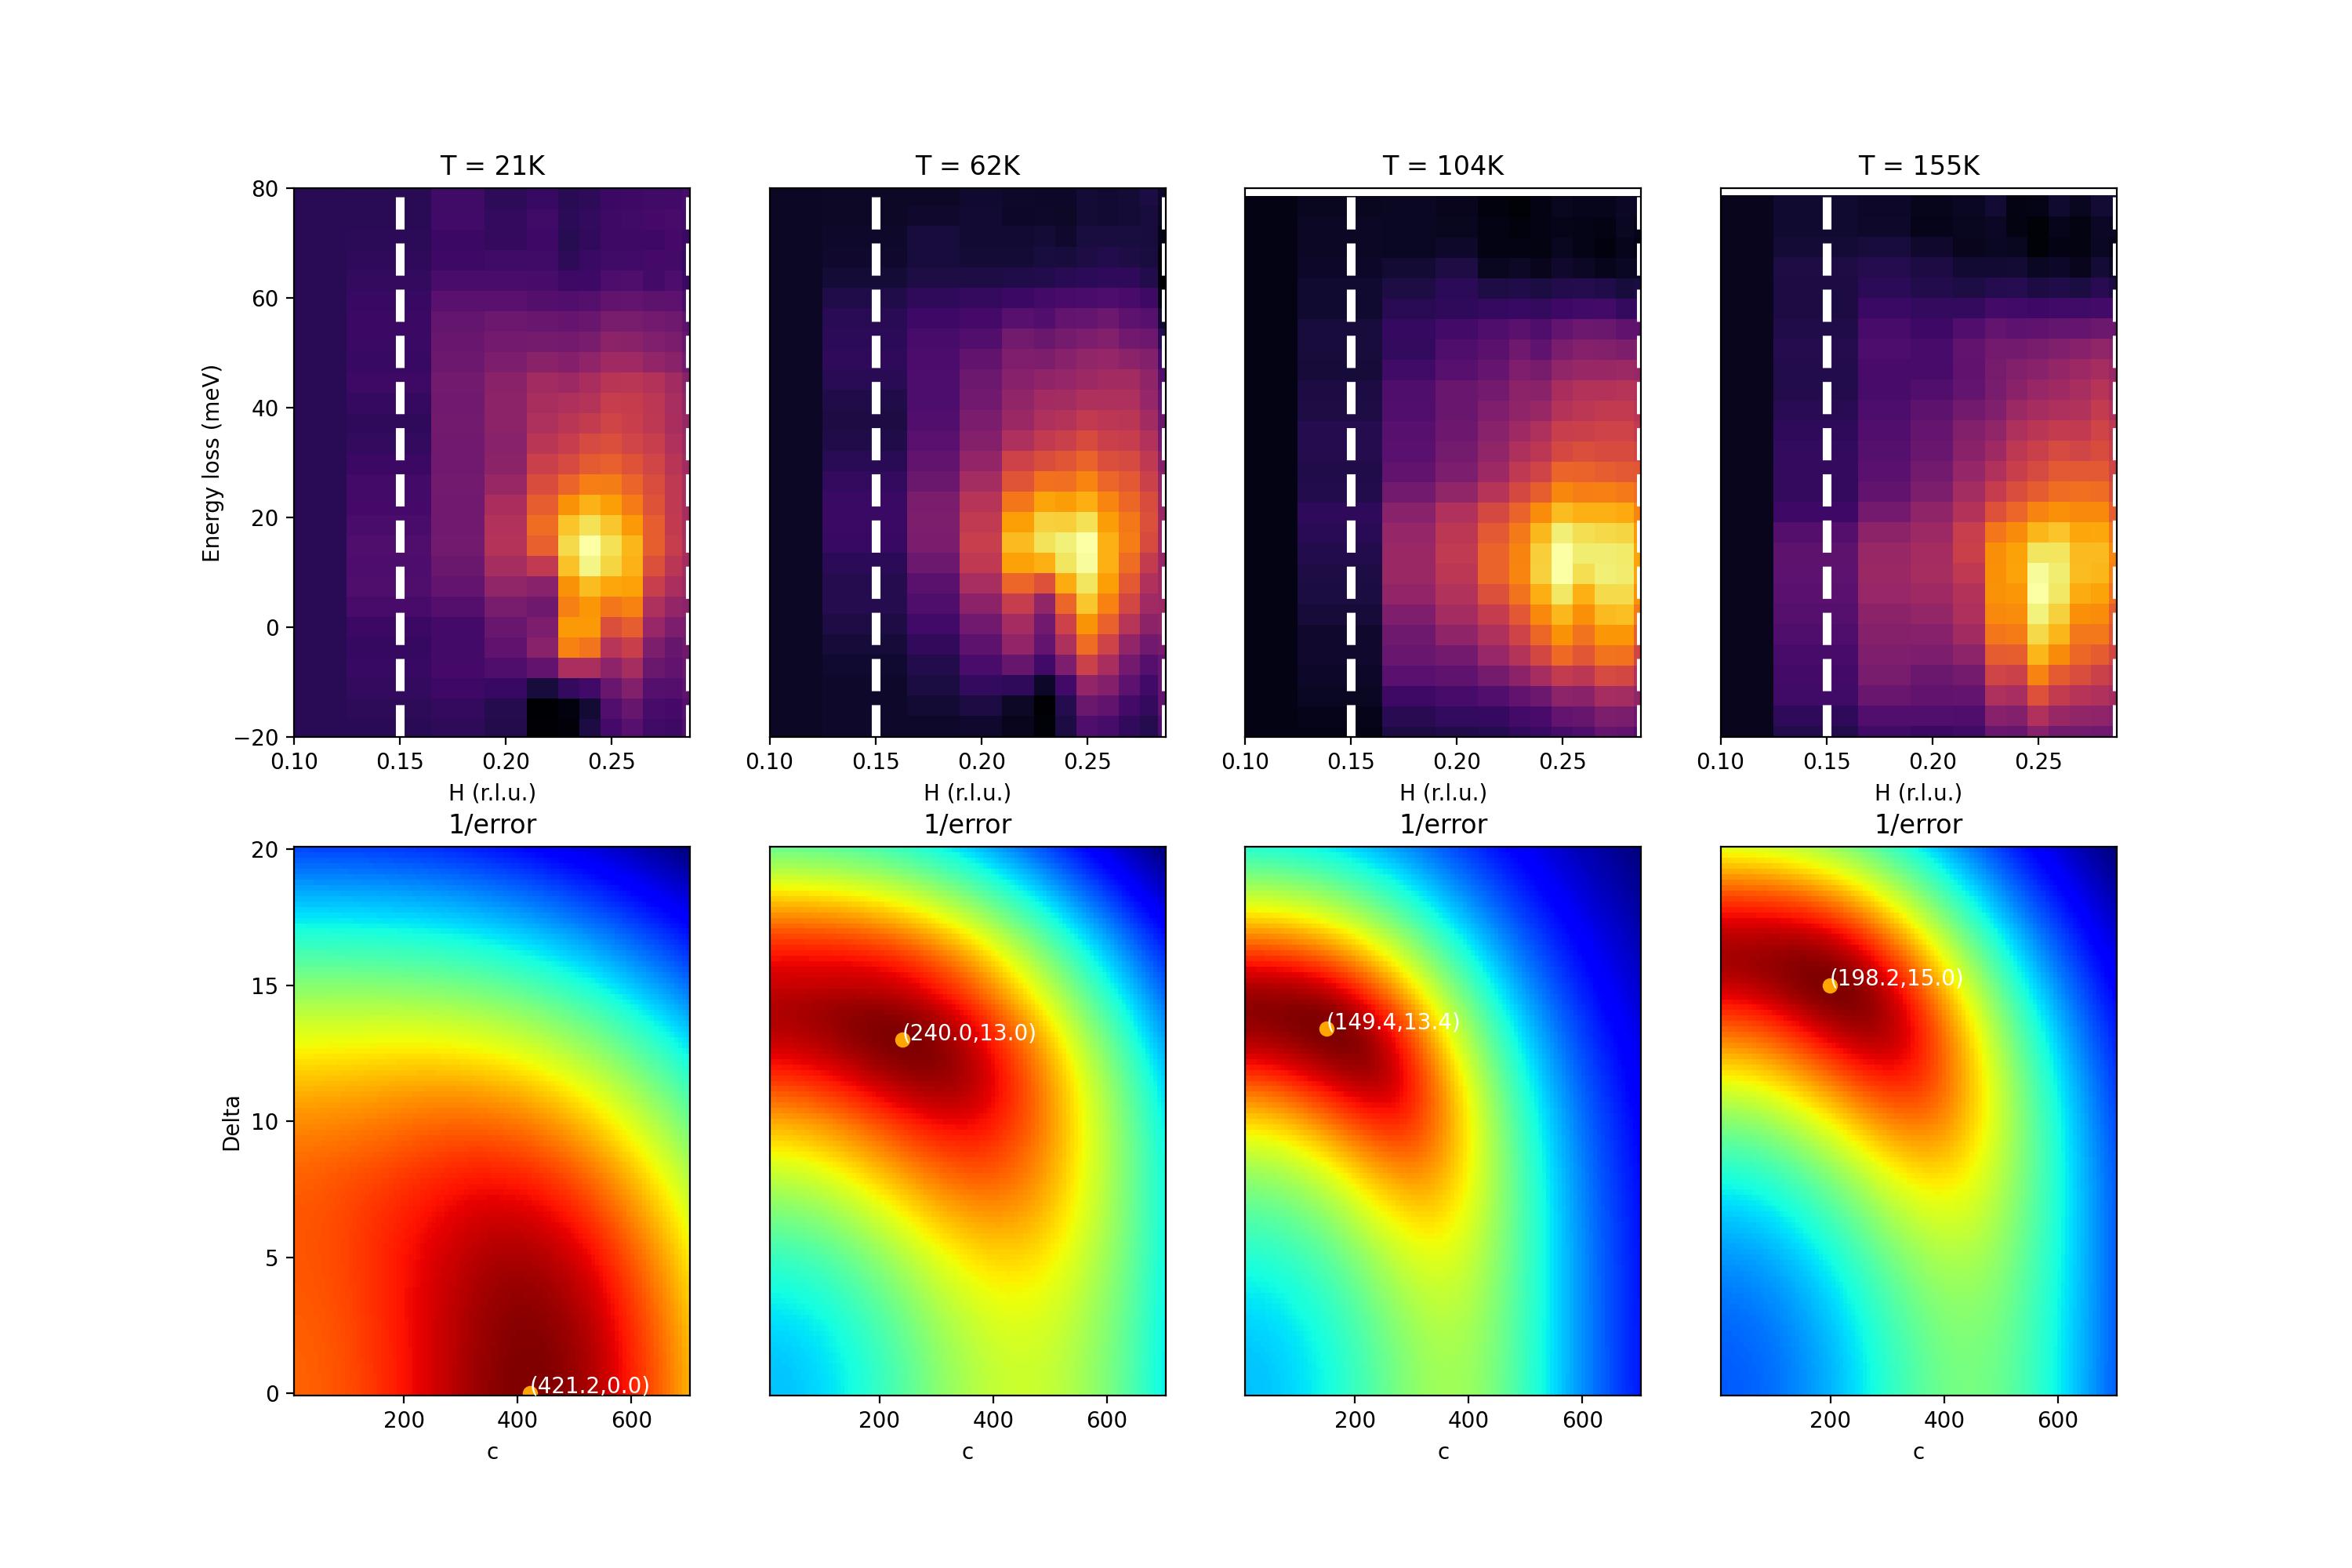 T = 21K
T = 62K
T = 104K
T = 155K
80
60
40
20
0
−20
Energy loss (meV)
0.10 0.15 0.20 0.25
0.10 0.15 0.20 0.25
0.10 0.15 0.20 0.25
0.10 0.15 0.20 0.25
H (r.l.u.)
H (r.l.u.)
H (r.l.u.)
H (r.l.u.)
1/error
1/error
1/error
1/error
20
15
10
5
0
Delta
(421.2,0.0)
(240.0,13.0)
(149.4,13.4)
(198.2,15.0)
200 400 600
200 400 600
200 400 600
200 400 600
c
c
c
c